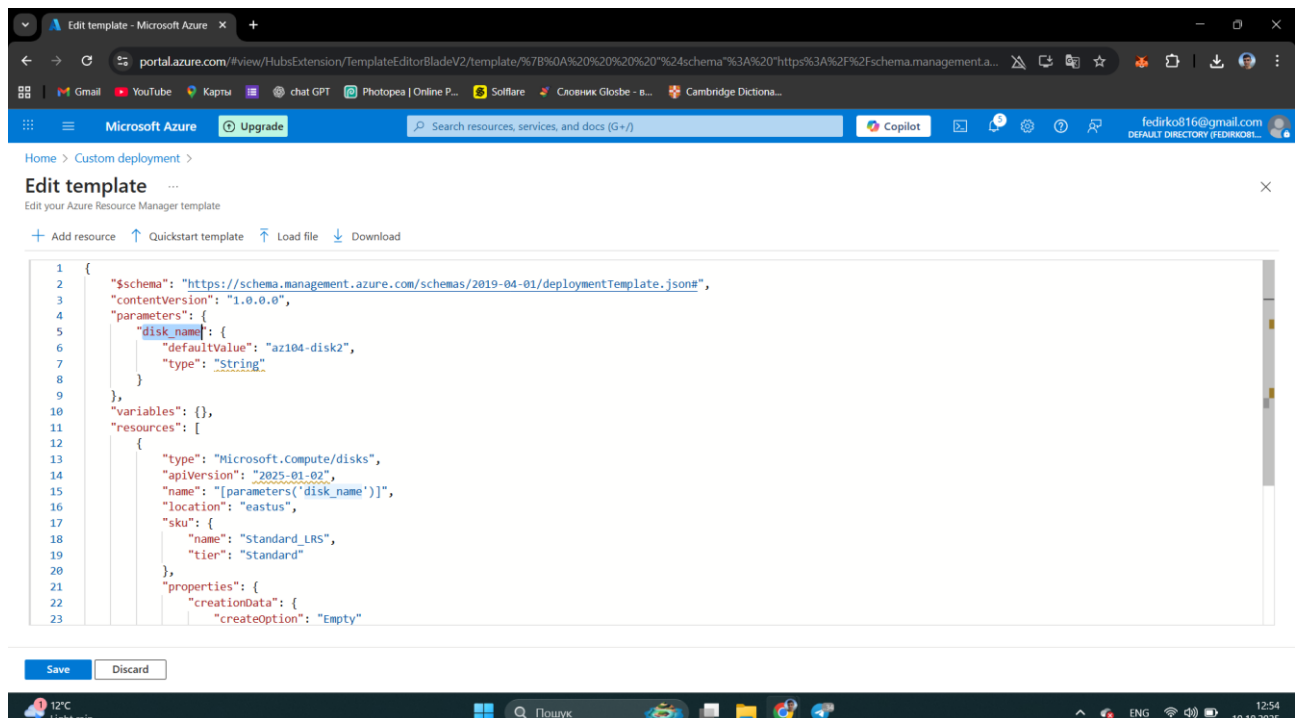 Edit template - Microsoft Azure
portal.azure.com/#view/HubsExtension/TemplateEditorBladeV2/template/%7B%0A%20%20%20%20"%24schema"%3A%20"https%3A%2F%2Fschema.management.a...
Gmail YouTube Карты chat GPT Photopea | Online P... Solflare Словник Glosbe - в... Cambridge Dictiona...
Microsoft Azure Upgrade Search resources, services, and docs (G+/) Copilot 5 fedirko816@gmail.com
DEFAULT DIRECTORY (FEDIRKO81...
Home > Custom deployment >
Edit template ...
Edit your Azure Resource Manager template
Add resource Quickstart template Load file Download
1 {
2 "$schema": "https://schema.management.azure.com/schemas/2019-04-01/deploymentTemplate.json#",
3 "contentVersion": "1.0.0.0",
4 "parameters": {
5 "disk_name": {
6 "defaultValue": "az104-disk2",
7 "type": "String"
8 }
9 },
10 "variables": {},
11 "resources": [
12 {
13 "type": "Microsoft.Compute/disks",
14 "apiVersion": "2025-01-02",
15 "name": "[parameters('disk_name')]",
16 "location": "eastus",
17 "sku": {
18 "name": "Standard_LRS",
19 "tier": "Standard"
20 },
21 "properties": {
22 "creationData": {
23 "createOption": "Empty"
Save Discard
1 12°C
Пошук
ENG 12:54